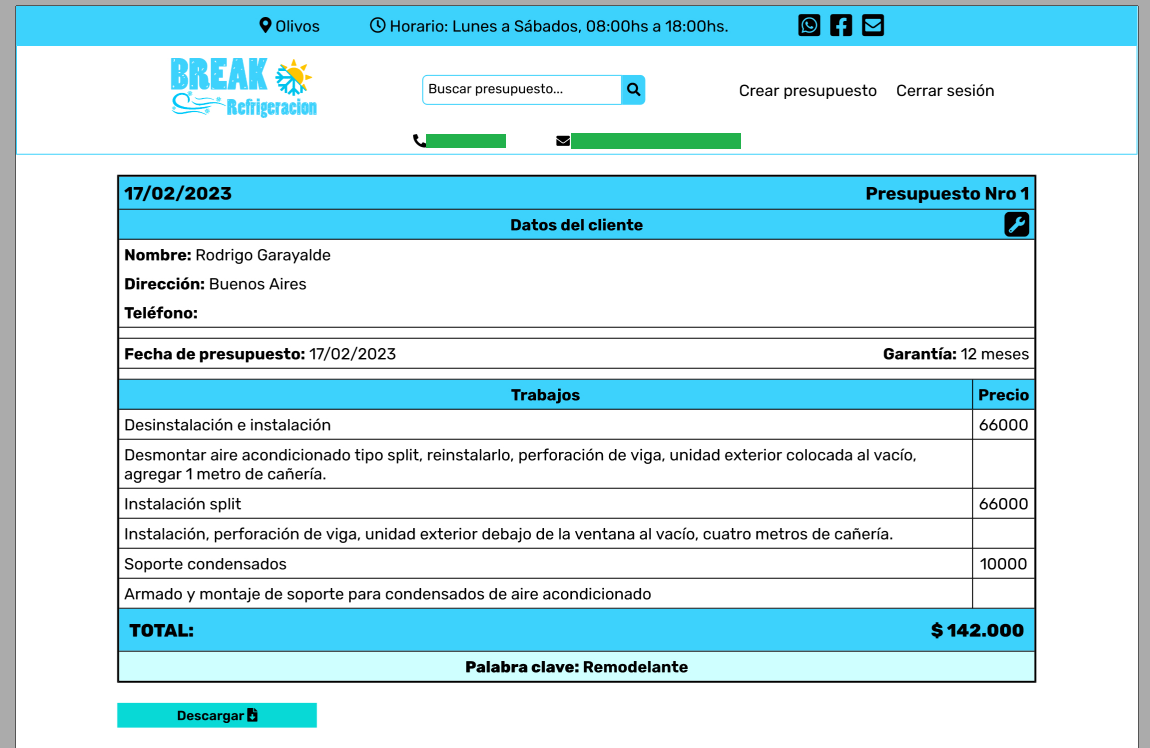 Olivos
Horario: Lunes a Sábados, 08:00hs a 18:00hs.
BREAK
Refrigeracion
Buscar presupuesto...
Crear presupuesto
Cerrar sesión
17/02/2023
Presupuesto Nro 1
Datos del cliente
Nombre: Rodrigo Garayalde
Dirección: Buenos Aires
Teléfono:
Fecha de presupuesto: 17/02/2023
Garantía: 12 meses
Trabajos
Precio
Desinstalación e instalación
66000
Desmontar aire acondicionado tipo split, reinstalarlo, perforación de viga, unidad exterior colocada al vacío,
agregar 1 metro de cañería.
Instalación split
66000
Instalación, perforación de viga, unidad exterior debajo de la ventana al vacío, cuatro metros de cañería.
Soporte condensados
10000
Armado y montaje de soporte para condensados de aire acondicionado
TOTAL:
$ 142.000
Palabra clave: Remodelante
Descargar